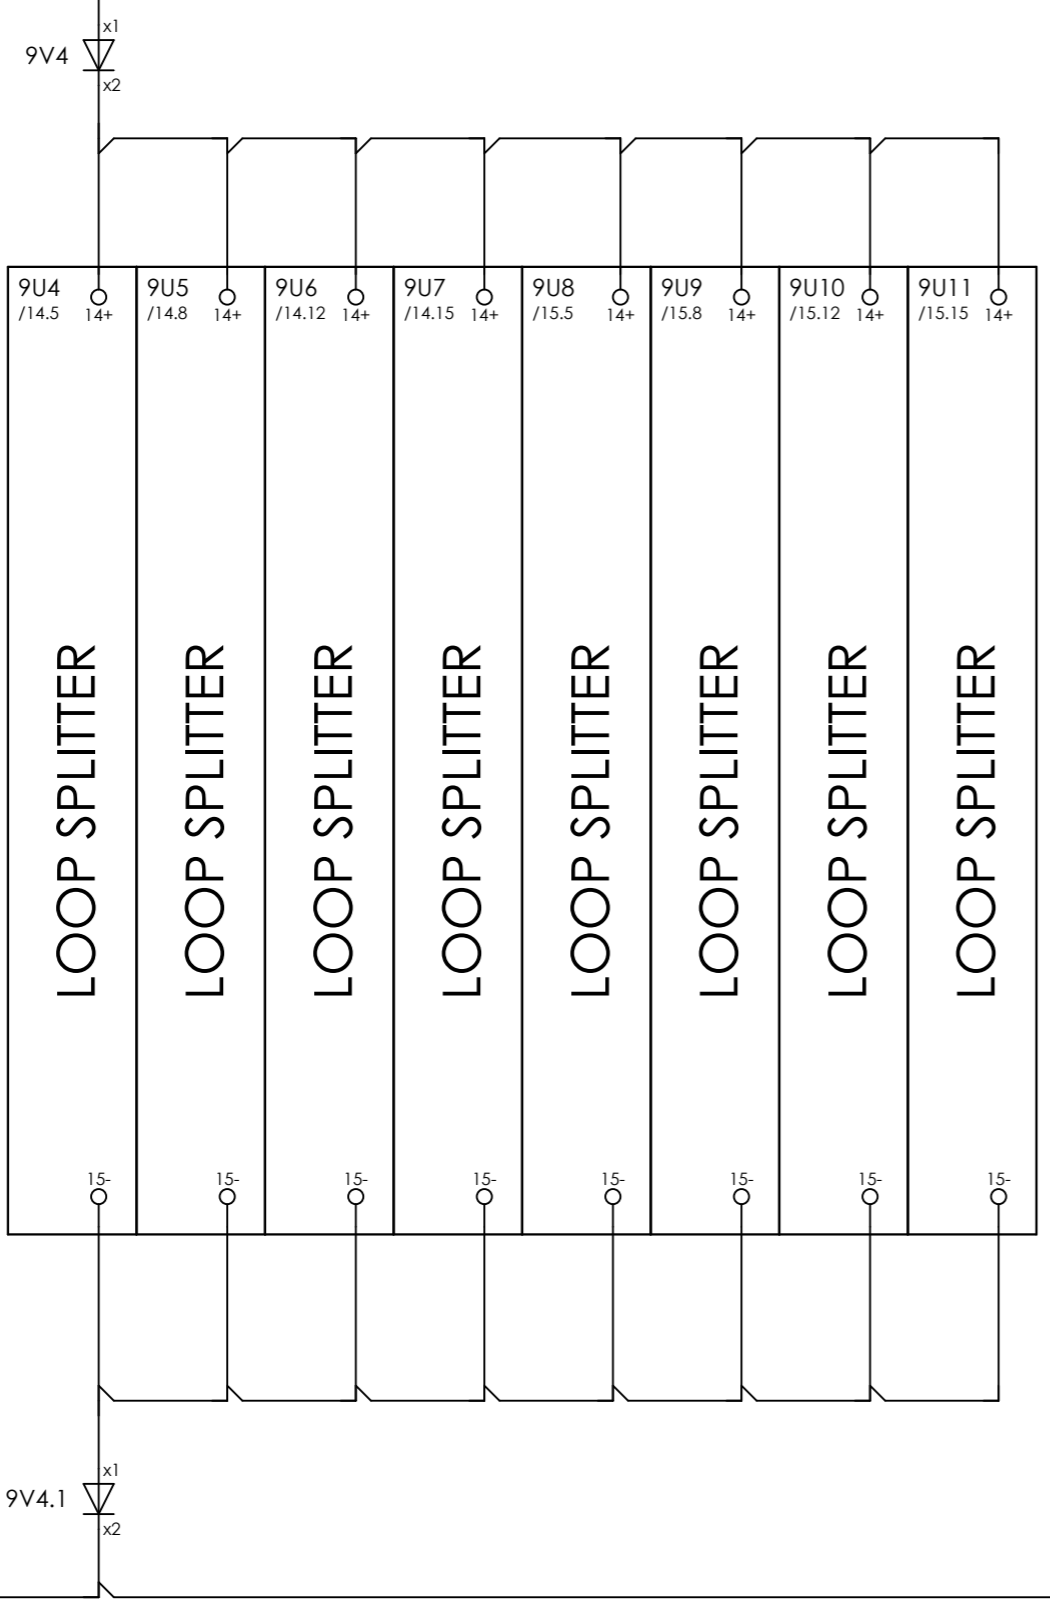 x1
9V4
x2
9U4 9U5 9U6 9U7 9U8 9U9 9U10 9U11
/14.5 14+ /14.8 14+ /14.12 14+ /14.15 14+ /15.5 14+ /15.8 14+ /15.12 14+ /15.15 14+
LOOP SPLITTER
LOOP SPLITTER
LOOP SPLITTER
LOOP SPLITTER
LOOP SPLITTER
LOOP SPLITTER
LOOP SPLITTER
LOOP SPLITTER
15- 15- 15- 15- 15- 15- 15- 15-
x1
9V4.1
x2